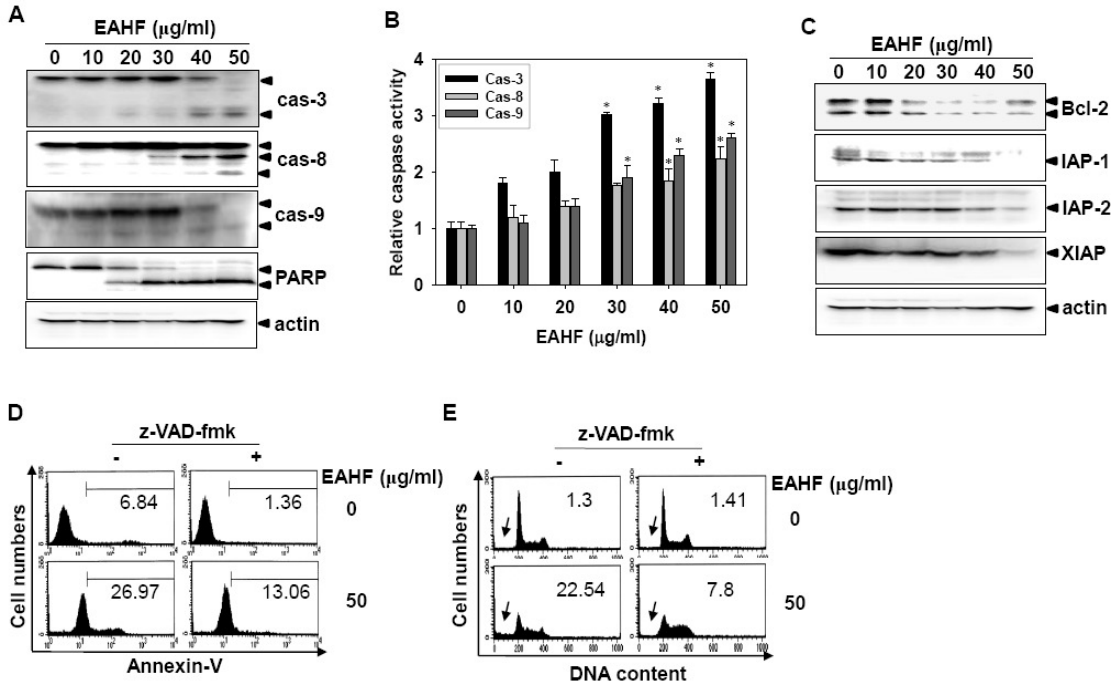 A
EAHF (μg/ml)
0 10 20 30 40 50
cas-3
cas-8
cas-9
PARP
actin
B
Relative caspase activity
4
3
2
1
0
Cas-3
Cas-8
Cas-9
* * * * * * * *
0 10 20 30 40 50
EAHF (μg/ml)
C
EAHF (μg/ml)
0 10 20 30 40 50
Bcl-2
IAP-1
IAP-2
XIAP
actin
D
z-VAD-fmk
- +
EAHF (μg/ml)
6.84 1.36 0
26.97 13.06 50
Cell numbers
Annexin-V
E
z-VAD-fmk
- +
EAHF (μg/ml)
1.3 1.41 0
22.54 7.8 50
Cell numbers
DNA content